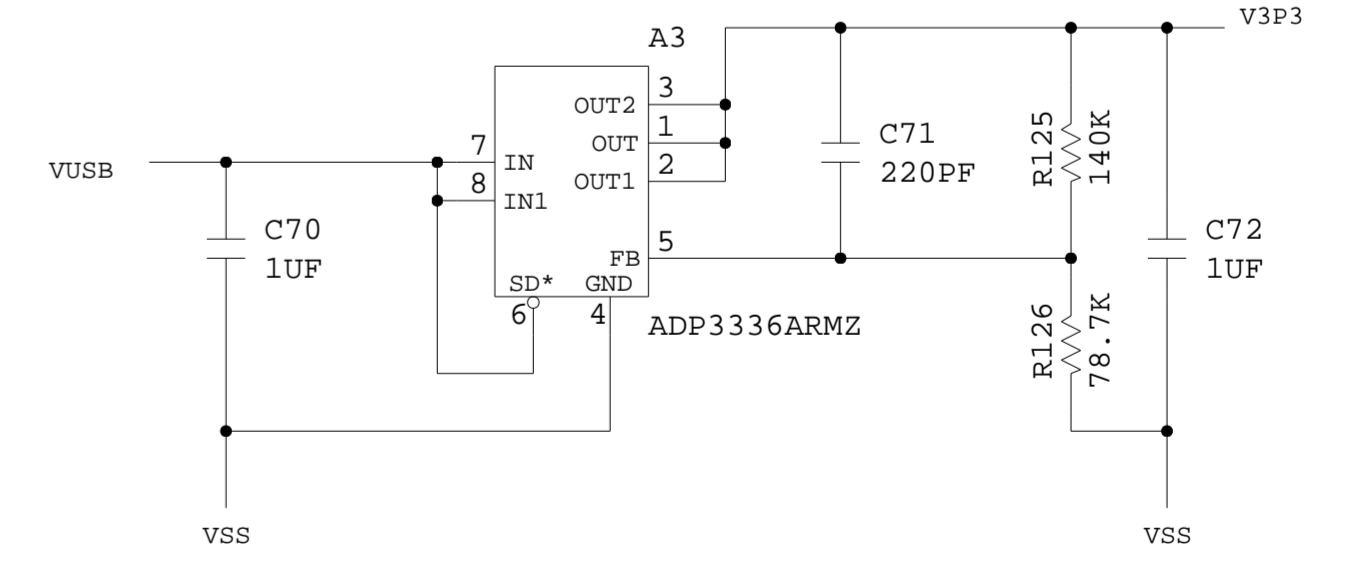 V3P3
A3
3
OUT2
1
OUT
2
OUT1
7
IN
8
IN1
VUSB
5
FB
SD*
GND
6
4
ADP3336ARMZ
C70
1UF
C71
220PF
R125
140K
C72
1UF
R126
78.7K
VSS
VSS